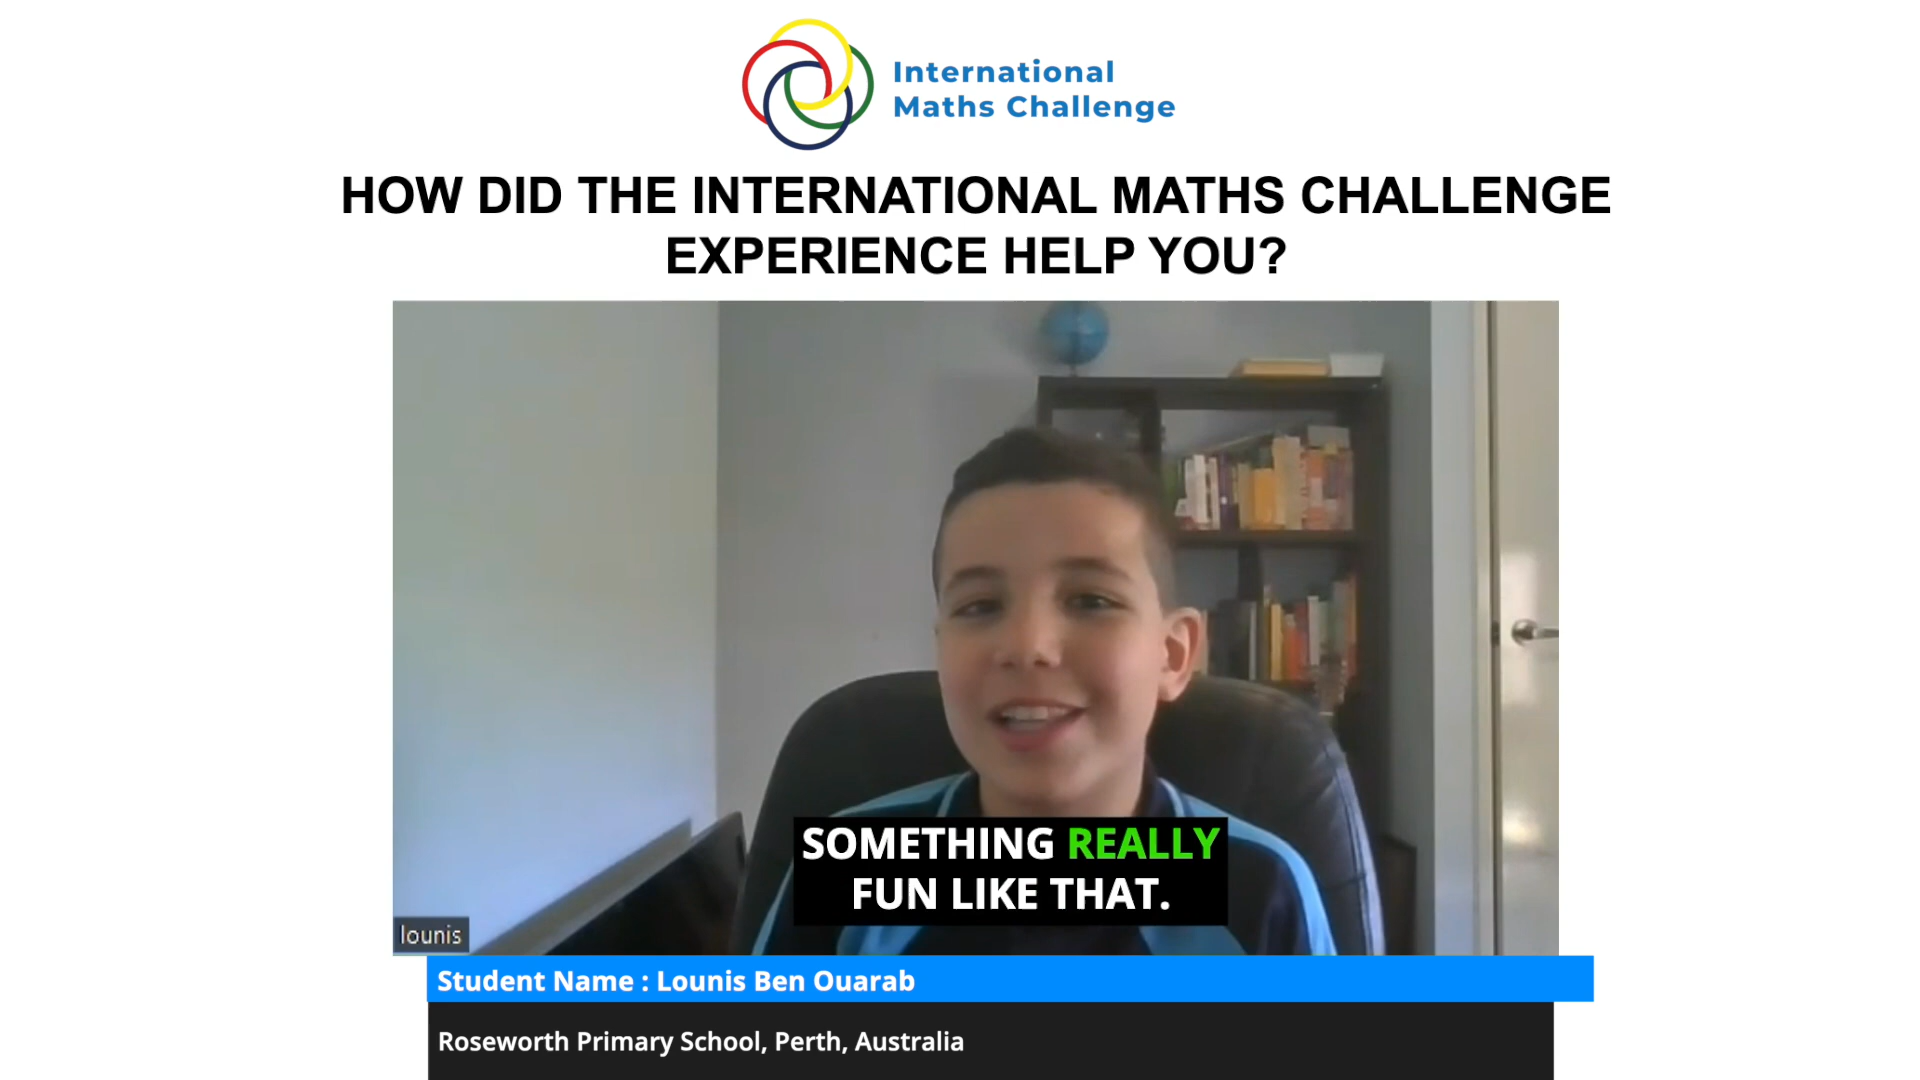 International
Maths Challenge
HOW DID THE INTERNATIONAL MATHS CHALLENGE
EXPERIENCE HELP YOU?
SOMETHING REALLY
FUN LIKE THAT.
lounis
Student Name : Lounis Ben Ouarab
Roseworth Primary School, Perth, Australia